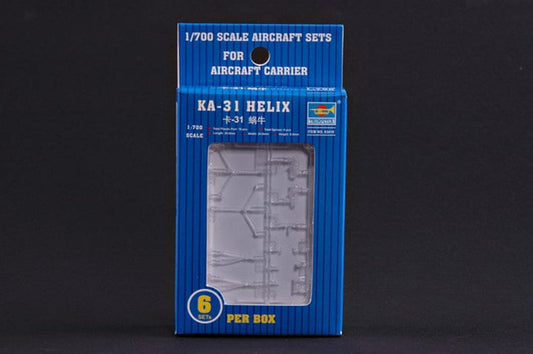 1/700 SCALE AIRCRAFT SETS
FOR
AIRCRAFT CARRIER
KA-31 HELIX
卡-31 蜗牛
1/700
SCALE
6
SETS
PER BOX